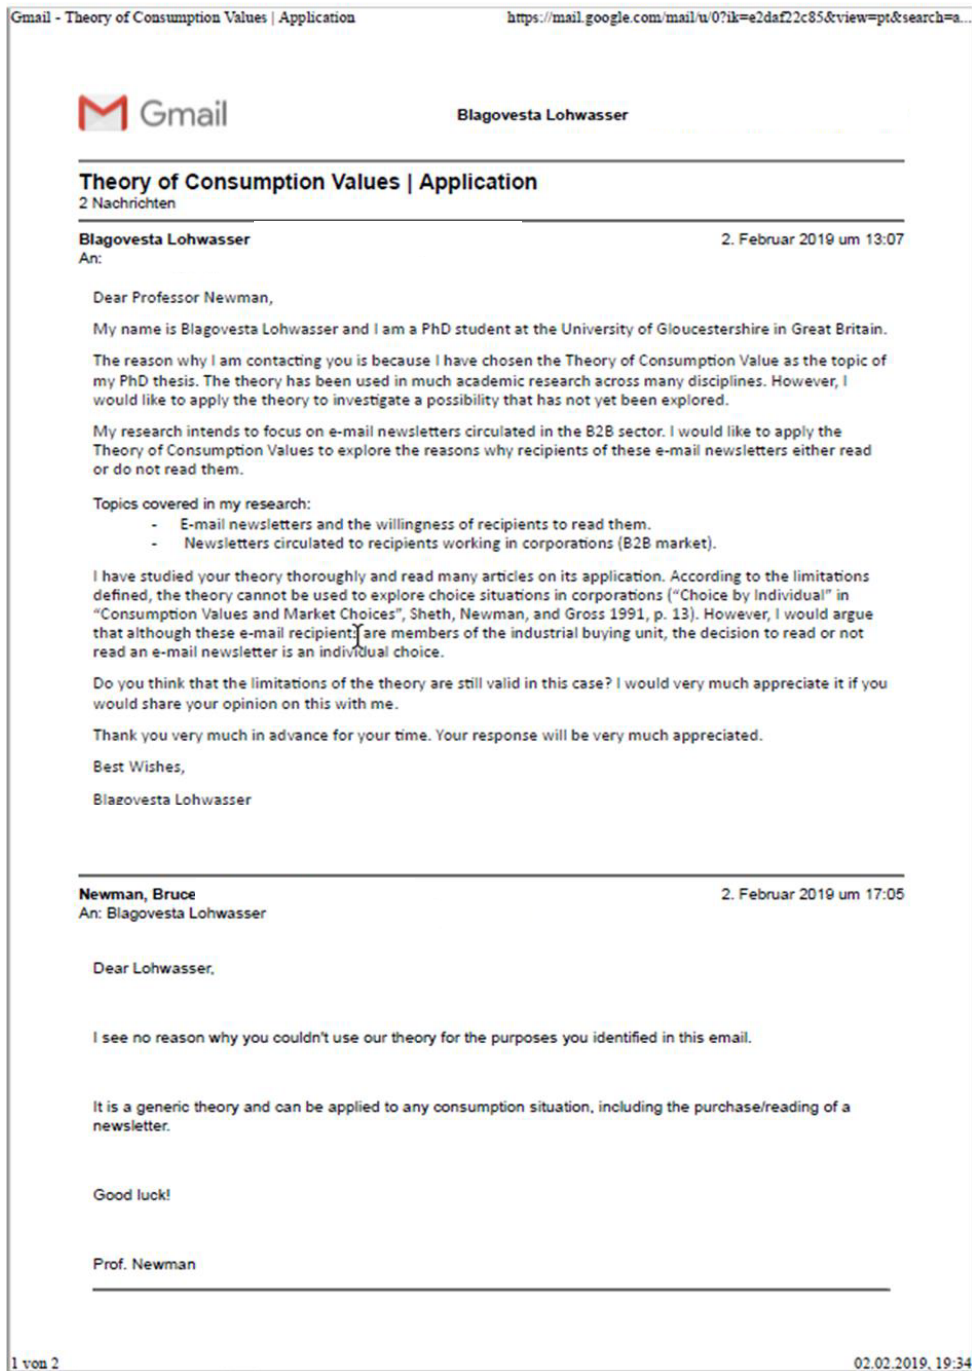 Gmail - Theory of Consumption Values | Application https://mail.google.com/mail/u/0?ik=e2daf22c85&view=pt&search=a...
Gmail Blagovesta Lohwasser
Theory of Consumption Values | Application
2 Nachrichten
Blagovesta Lohwasser 2. Februar 2019 um 13:07
An:
Dear Professor Newman,
My name is Blagovesta Lohwasser and I am a PhD student at the University of Gloucestershire in Great Britain.
The reason why I am contacting you is because I have chosen the Theory of Consumption Value as the topic of
my PhD thesis. The theory has been used in much academic research across many disciplines. However, I
would like to apply the theory to investigate a possibility that has not yet been explored.
My research intends to focus on e-mail newsletters circulated in the B2B sector. I would like to apply the
Theory of Consumption Values to explore the reasons why recipients of these e-mail newsletters either read
or do not read them.
Topics covered in my research:
- E-mail newsletters and the willingness of recipients to read them.
- Newsletters circulated to recipients working in corporations (B2B market).
I have studied your theory thoroughly and read many articles on its application. According to the limitations
defined, the theory cannot be used to explore choice situations in corporations (“Choice by Individual” in
“Consumption Values and Market Choices”, Sheth, Newman, and Gross 1991, p. 13). However, I would argue
that although these e-mail recipients are members of the industrial buying unit, the decision to read or not
read an e-mail newsletter is an individual choice.
Do you think that the limitations of the theory are still valid in this case? I would very much appreciate it if you
would share your opinion on this with me.
Thank you very much in advance for your time. Your response will be very much appreciated.
Best Wishes,
Blagovesta Lohwasser
Newman, Bruce 2. Februar 2019 um 17:05
An: Blagovesta Lohwasser
Dear Lohwasser,
I see no reason why you couldn't use our theory for the purposes you identified in this email.
It is a generic theory and can be applied to any consumption situation, including the purchase/reading of a
newsletter.
Good luck!
Prof. Newman
1 von 2 02.02.2019, 19:34